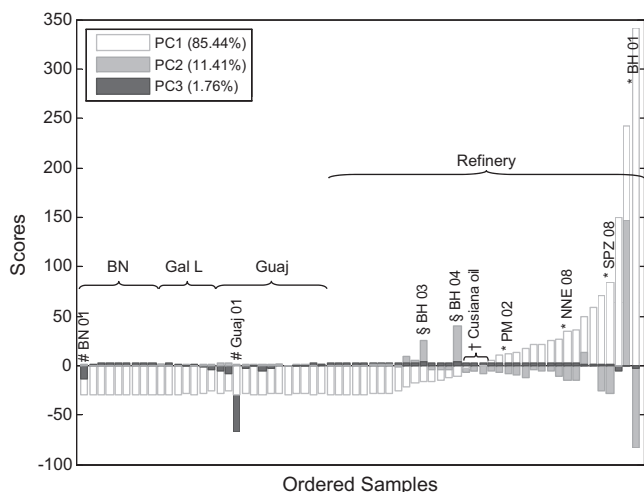 350
300
250
200
150
100
50
0
-50
-100
Scores
PC1 (85.44%)
PC2 (11.41%)
PC3 (1.76%)
Refinery
BN
Gal L
Guaj
# BN 01
# Guaj 01
§ BH 03
§ BH 04
† Cusiana oil
* PM 02
* NNE 08
* SPZ 08
* BH 01
Ordered Samples